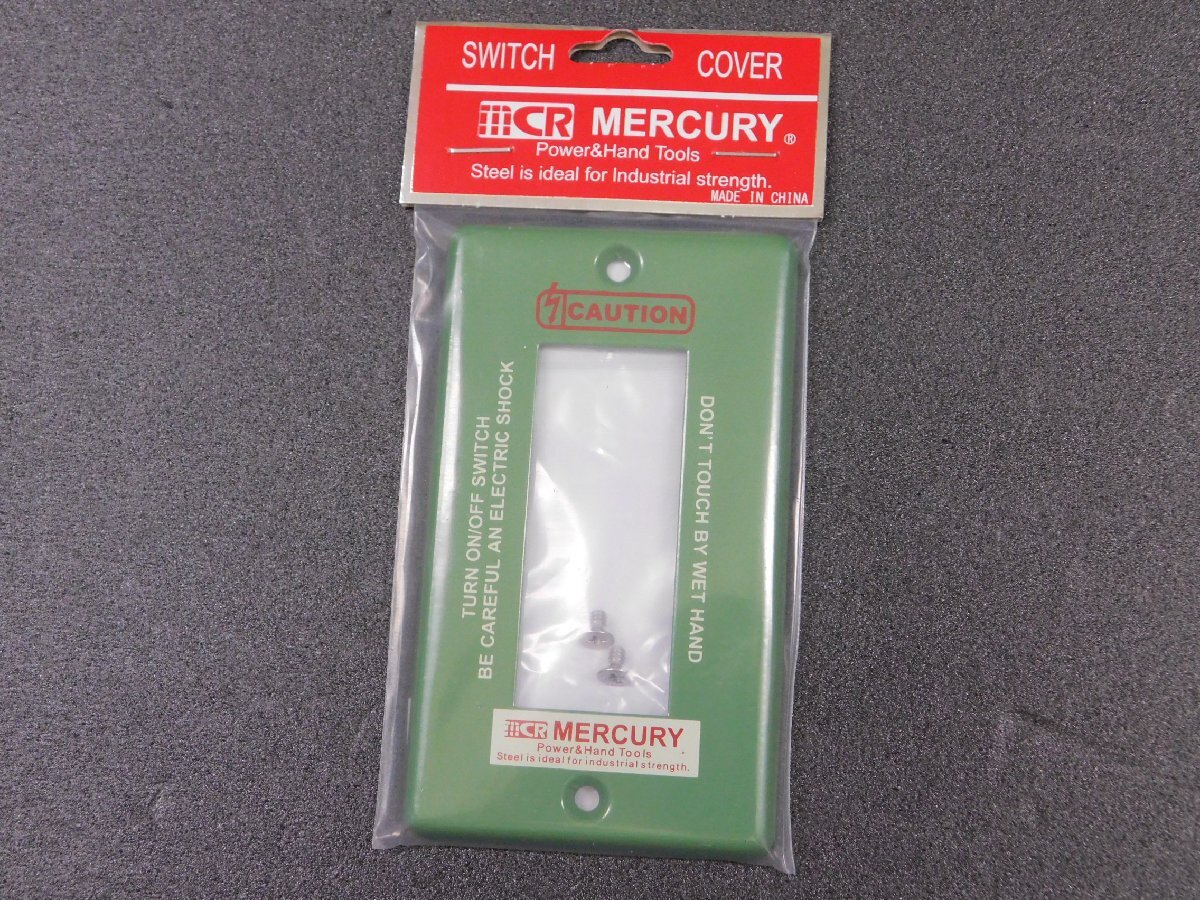 SWITCH COVER
MCR MERCURY®
Power&Hand Tools
Steel is ideal for Industrial strength.
MADE IN CHINA
CAUTION
TURN ON/OFF SWITCH
BE CAREFUL AN ELECTRIC SHOCK
DON'T TOUCH BY WET HAND
MCR MERCURY
Power&Hand Tools
Steel is ideal for industrial strength.